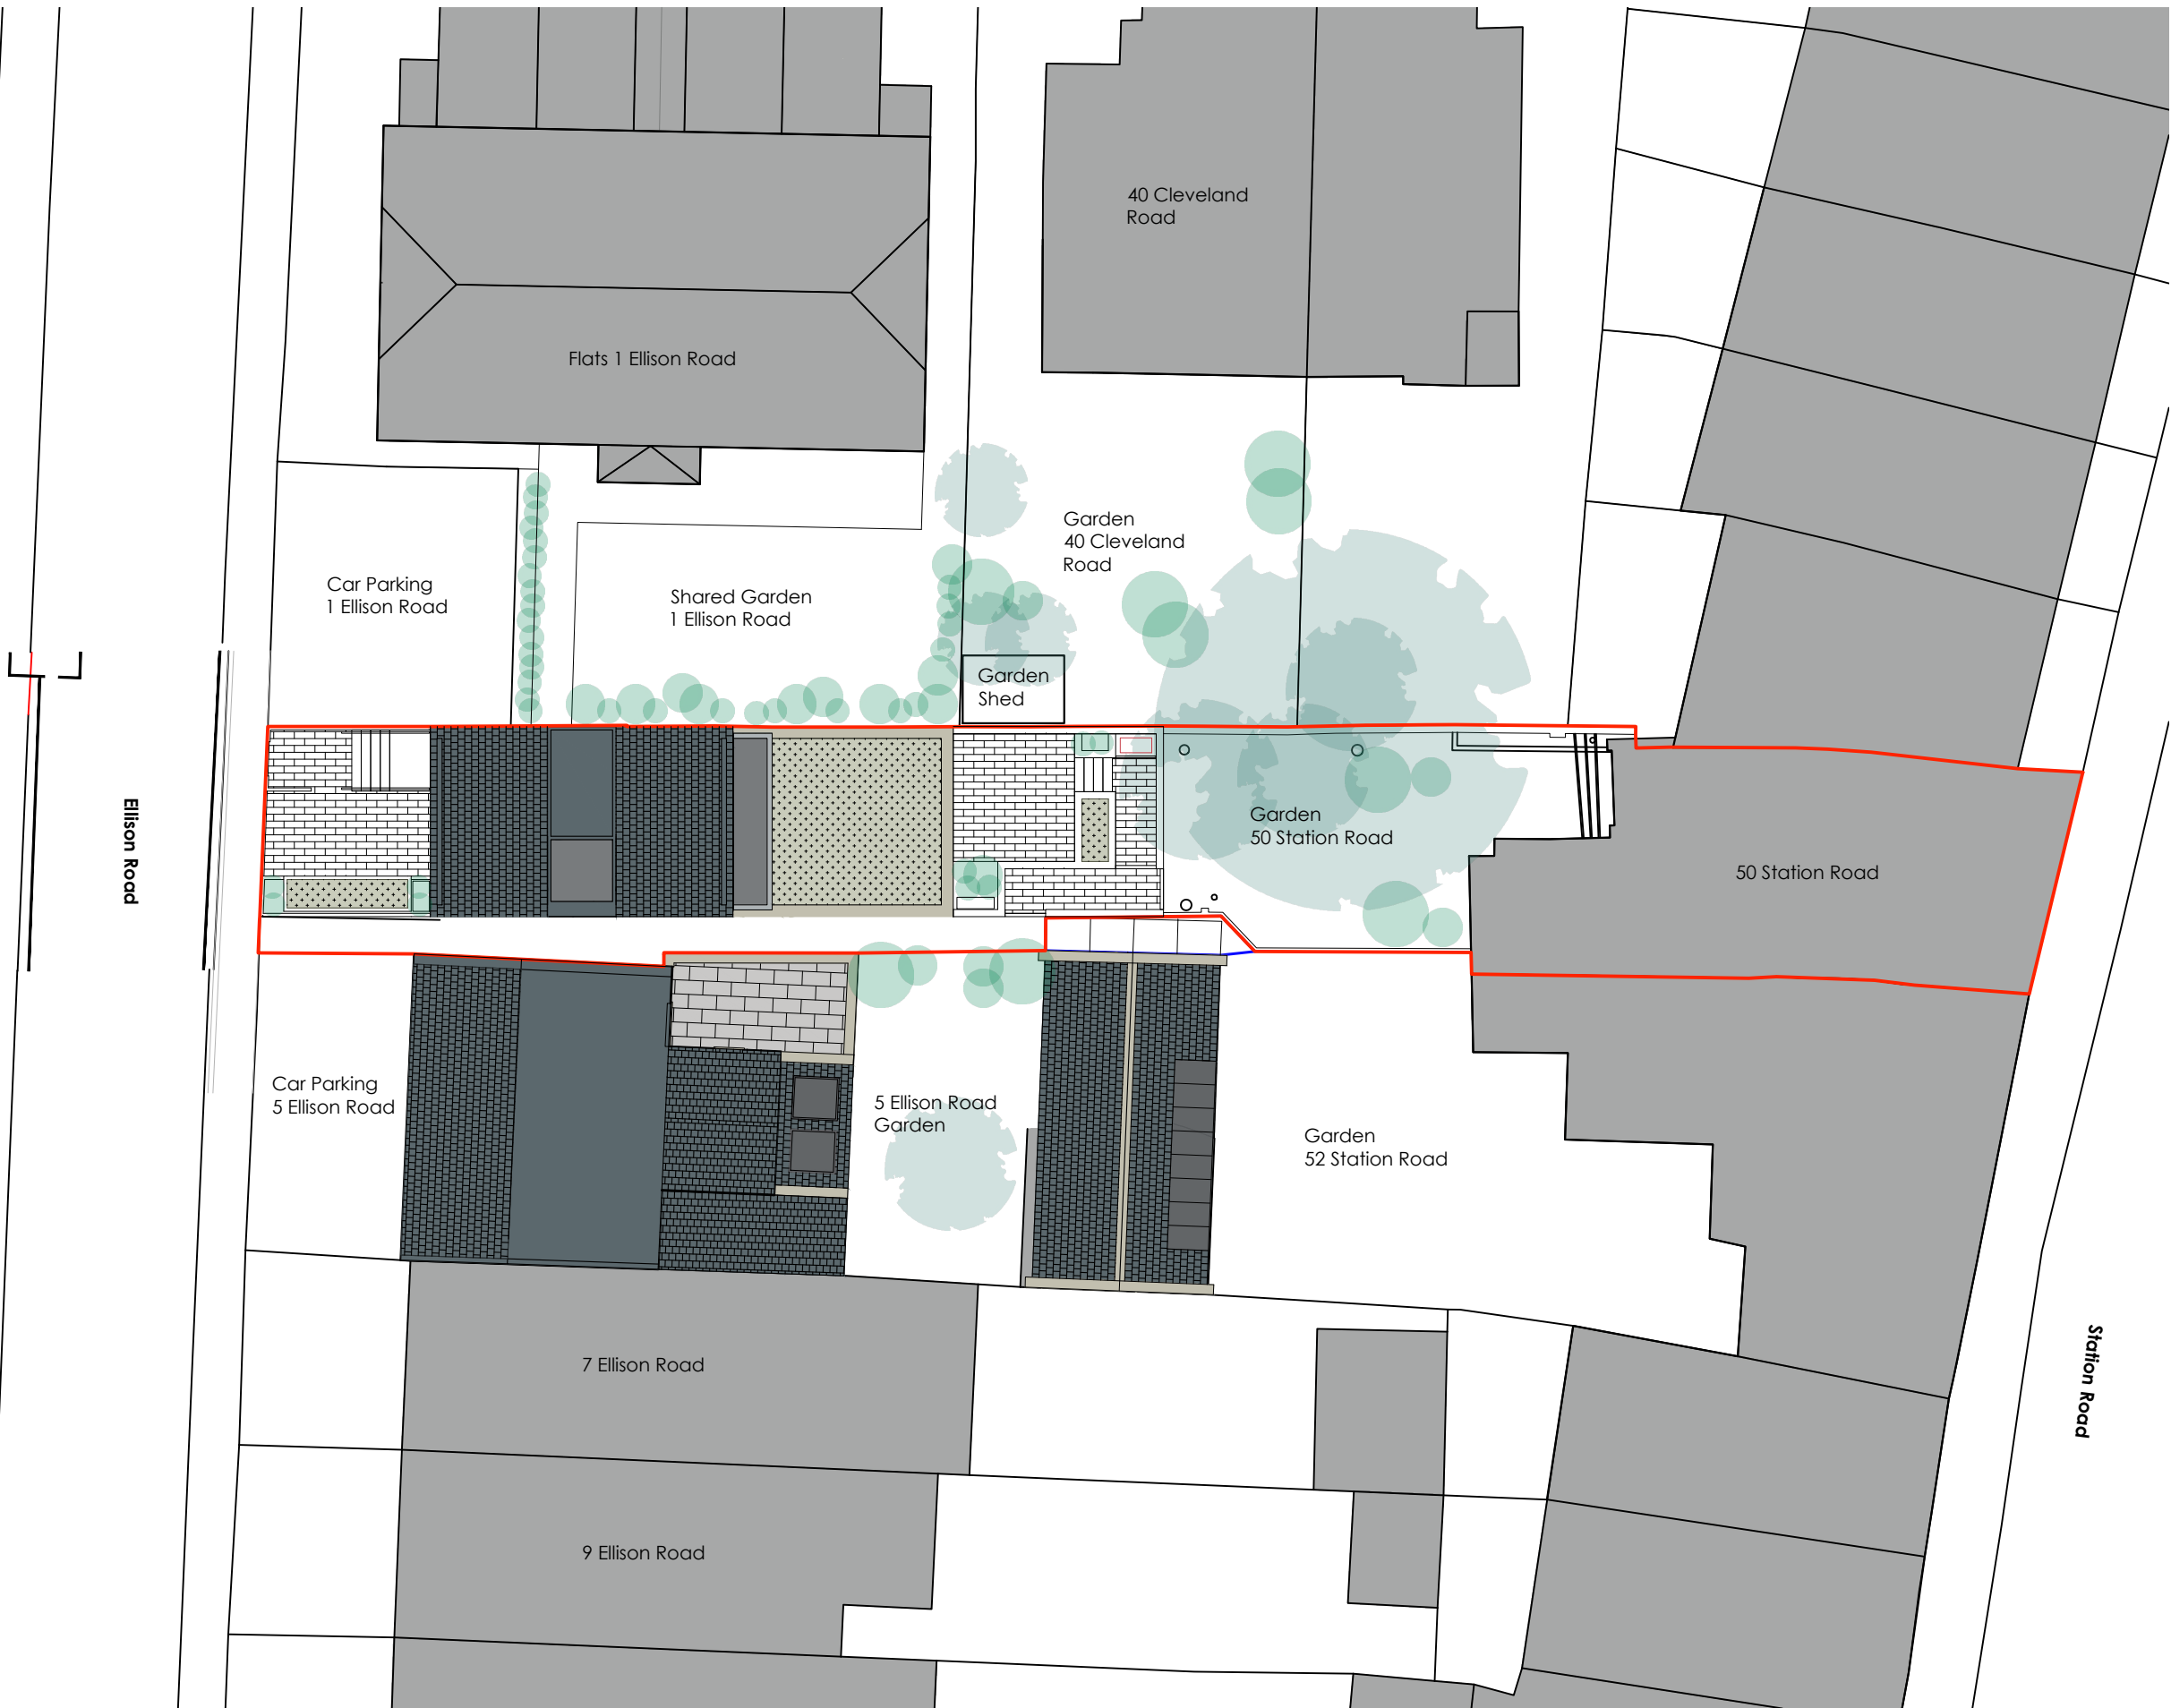 40 Cleveland
Road
Flats 1 Ellison Road
Garden
40 Cleveland
Road
Car Parking
1 Ellison Road
Shared Garden
1 Ellison Road
Garden
Shed
Ellison Road
Garden
50 Station Road
50 Station Road
Car Parking
5 Ellison Road
5 Ellison Road
Garden
Garden
52 Station Road
7 Ellison Road
Station Road
9 Ellison Road